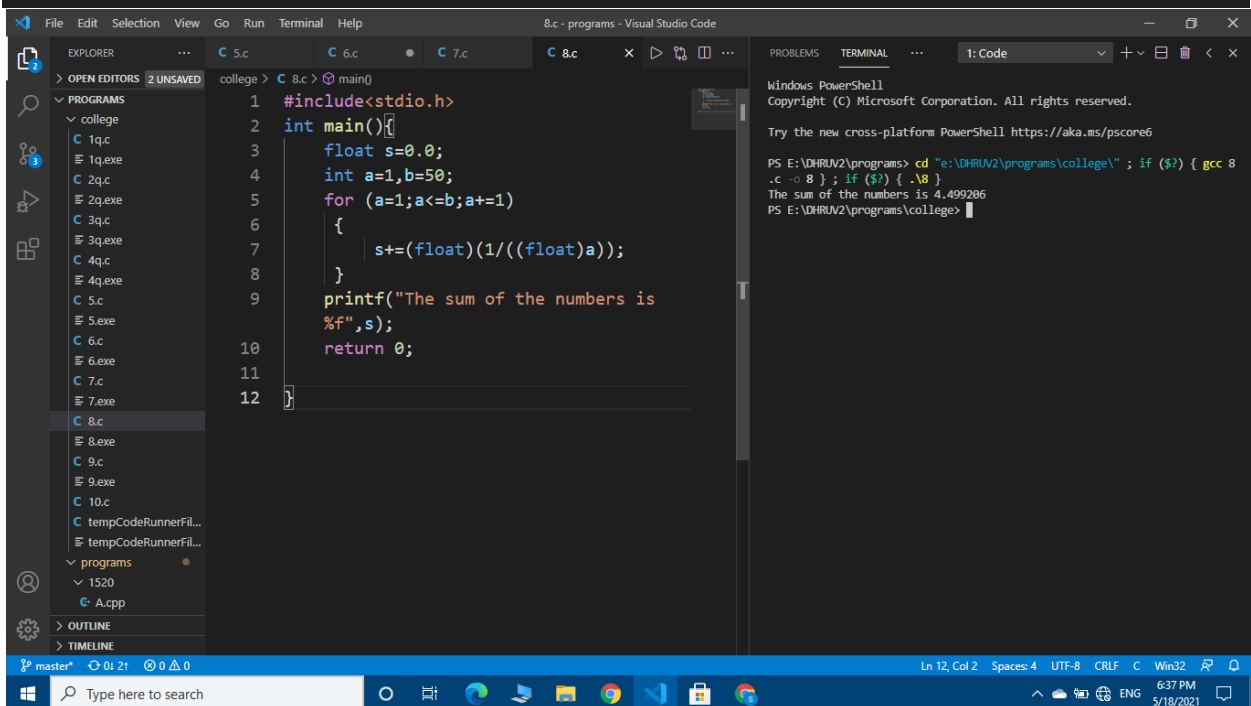 File Edit Selection View Go Run Terminal Help 8.c - programs - Visual Studio Code
EXPLORER ...
OPEN EDITORS 2 UNSAVED
PROGRAMS
college
C 1q.c
1q.exe
C 2q.c
2q.exe
C 3q.c
3q.exe
C 4q.c
4q.exe
C 5.c
5.exe
C 6.c
6.exe
C 7.c
7.exe
C 8.c
8.exe
C 9.c
9.exe
C 10.c
C tempCodeRunnerFil...
tempCodeRunnerFil...
programs
1520
A.cpp
OUTLINE
TIMELINE
2
3
C 5.c C 6.c C 7.c C 8.c ...
college > C 8.c > main()
1 #include<stdio.h>
2 int main(){
3 float s=0.0;
4 int a=1,b=50;
5 for (a=1;a<=b;a+=1)
6 {
7 s+=(float)(1/((float)a));
8 }
9 printf("The sum of the numbers is
%f",s);
10 return 0;
11
12 }
PROBLEMS TERMINAL ... 1: Code
Windows PowerShell
Copyright (C) Microsoft Corporation. All rights reserved.
Try the new cross-platform PowerShell https://aka.ms/pscore6
PS E:\DHRUV2\programs> cd "e:\DHRUV2\programs\college\" ; if ($?) { gcc 8
.c -o 8 } ; if ($?) { .\8 }
The sum of the numbers is 4.499206
PS E:\DHRUV2\programs\college>
master* 0↓ 2↑ 0 0 Ln 12, Col 2 Spaces: 4 UTF-8 CRLF C Win32
Type here to search ENG 6:37 PM
5/18/2021